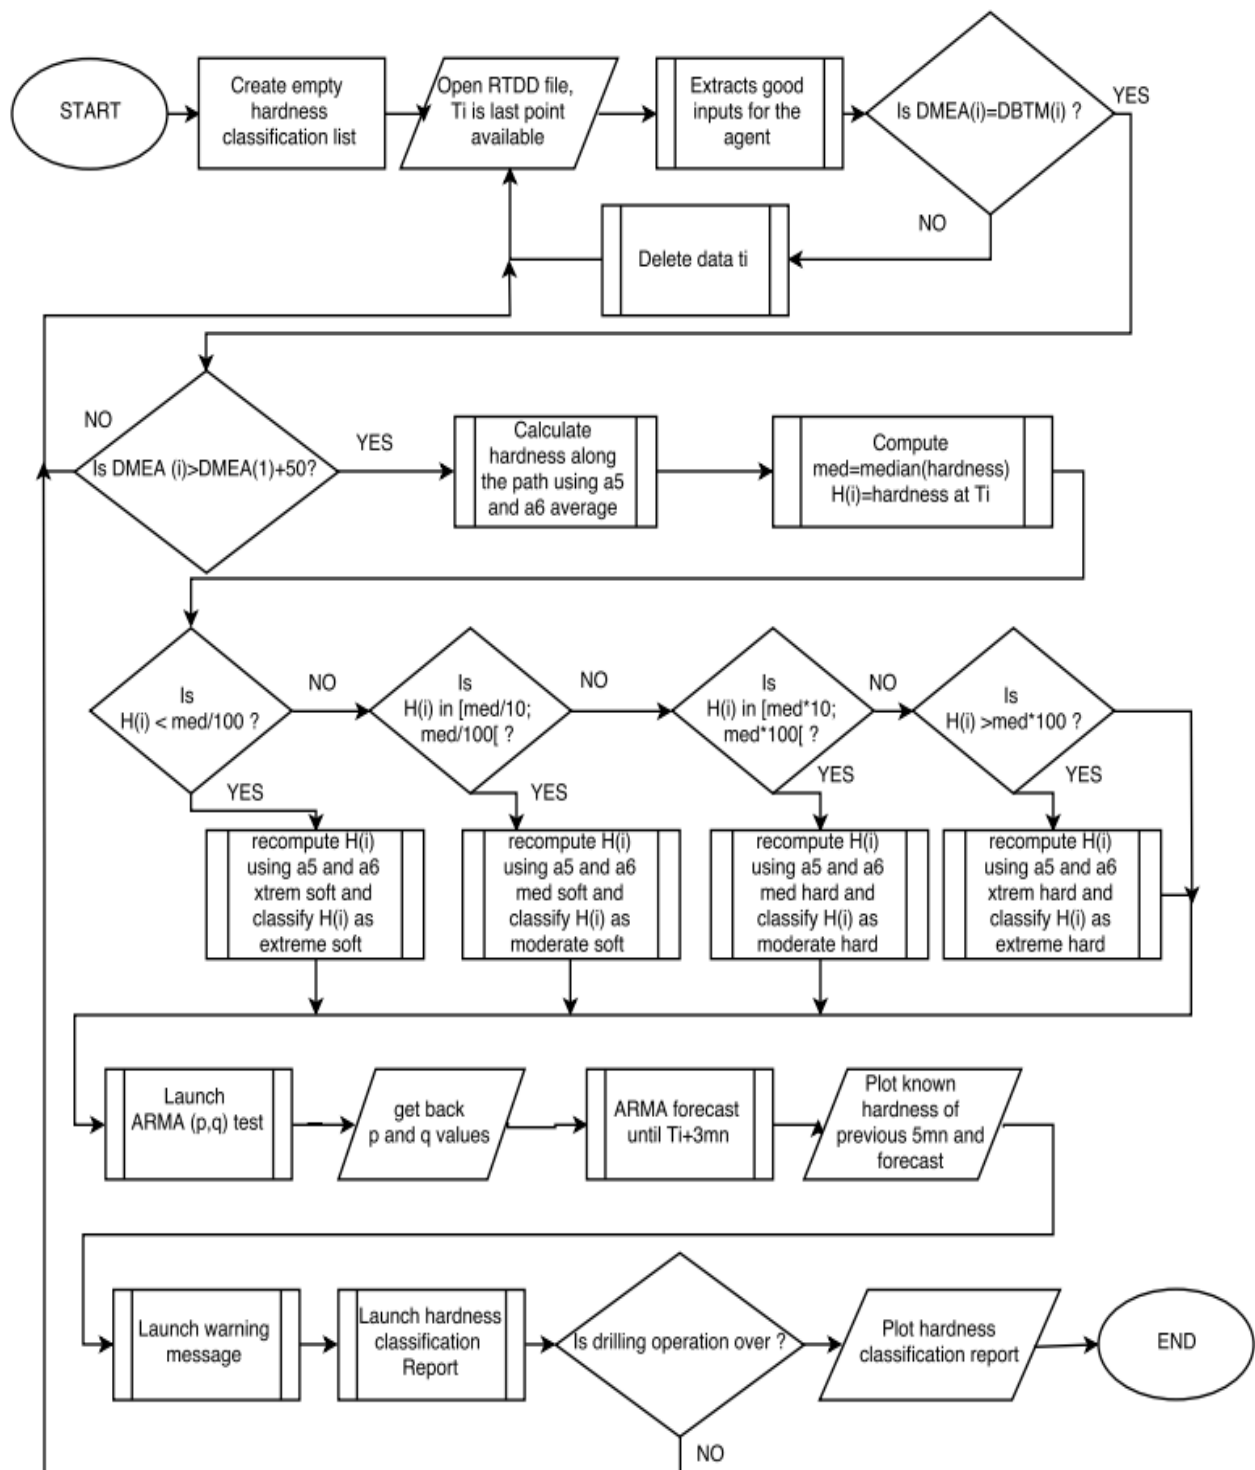 START
Create empty
hardness
classification list
Open RTDD file,
Ti is last point
available
Extracts good
inputs for the
agent
Is DMEA(i)=DBTM(i) ?
YES
NO
Delete data ti
NO
Is DMEA (i)>DMEA(1)+50?
YES
Calculate
hardness along
the path using a5
and a6 average
Compute
med=median(hardness)
H(i)=hardness at Ti
Is
H(i) < med/100 ?
NO
YES
Is
H(i) in [med/10;
med/100[ ?
NO
YES
Is
H(i) in [med*10;
med*100[ ?
NO
YES
Is
H(i) >med*100 ?
YES
recompute H(i)
using a5 and a6
xtrem soft and
classify H(i) as
extreme soft
recompute H(i)
using a5 and a6
med soft and
classify H(i) as
moderate soft
recompute H(i)
using a5 and a6
med hard and
classify H(i) as
moderate hard
recompute H(i)
using a5 and a6
xtrem hard and
classify H(i) as
extreme hard
Launch
ARMA (p,q) test
get back
p and q values
ARMA forecast
until Ti+3mn
Plot known
hardness of
previous 5mn and
forecast
Launch warning
message
Launch hardness
classification
Report
Is drilling operation over ?
NO
Plot hardness
classification report
END